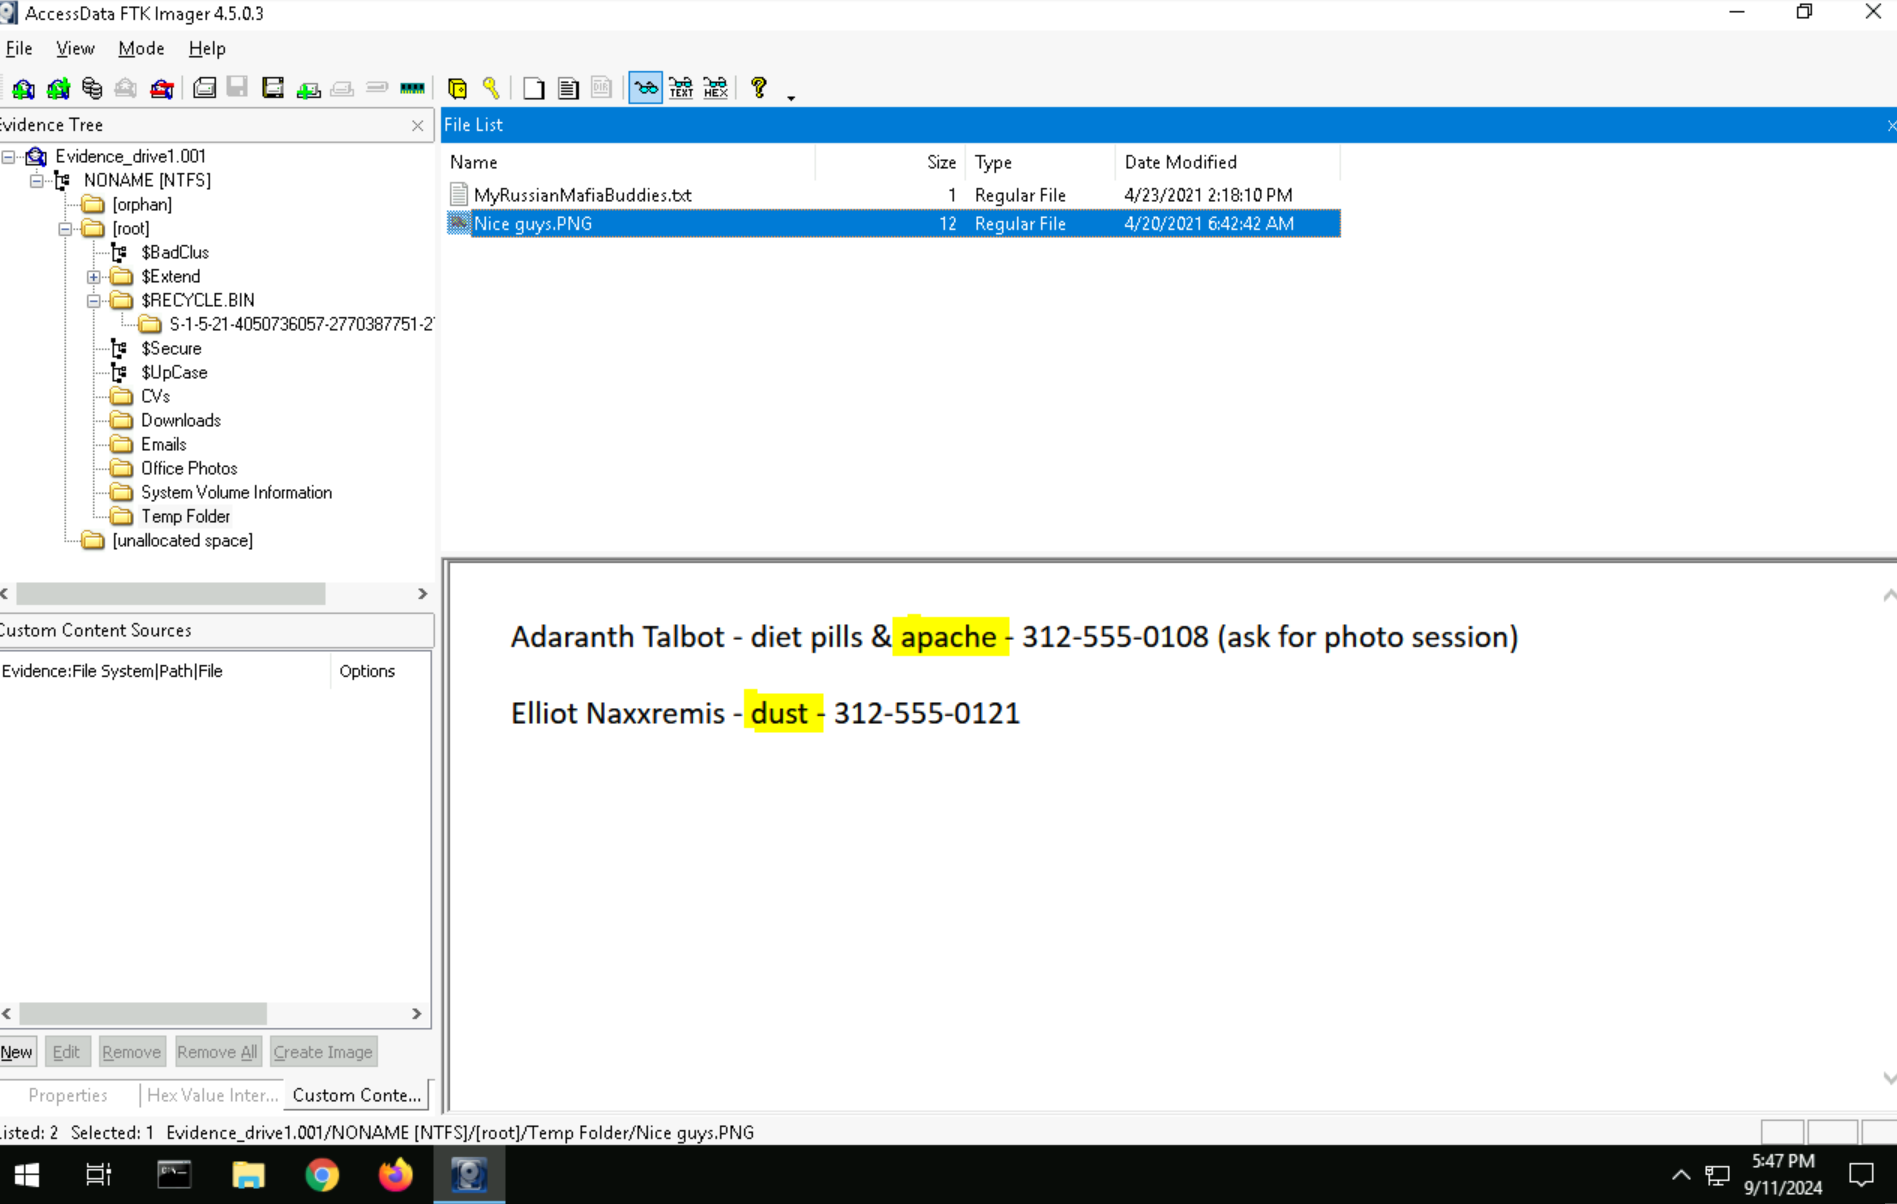 AccessData FTK Imager 4.5.0.3
File View Mode Help
TEXT HEX
Evidence Tree
Evidence_drive1.001
NONAME [NTFS]
[orphan]
[root]
$BadClus
$Extend
$RECYCLE.BIN
S-1-5-21-4050736057-2770387751-2
$Secure
$UpCase
CVs
Downloads
Emails
Office Photos
System Volume Information
Temp Folder
[unallocated space]
Custom Content Sources
Evidence:File System|Path|File Options
New Edit Remove Remove All Create Image
Properties Hex Value Inter... Custom Conte...
File List
Name Size Type Date Modified
MyRussianMafiaBuddies.txt 1 Regular File 4/23/2021 2:18:10 PM
Nice guys.PNG 12 Regular File 4/20/2021 6:42:42 AM
Adaranth Talbot - diet pills & apache - 312-555-0108 (ask for photo session)
Elliot Naxxremis - dust - 312-555-0121
Listed: 2 Selected: 1 Evidence_drive1.001/NONAME [NTFS]/[root]/Temp Folder/Nice guys.PNG
5:47 PM
9/11/2024